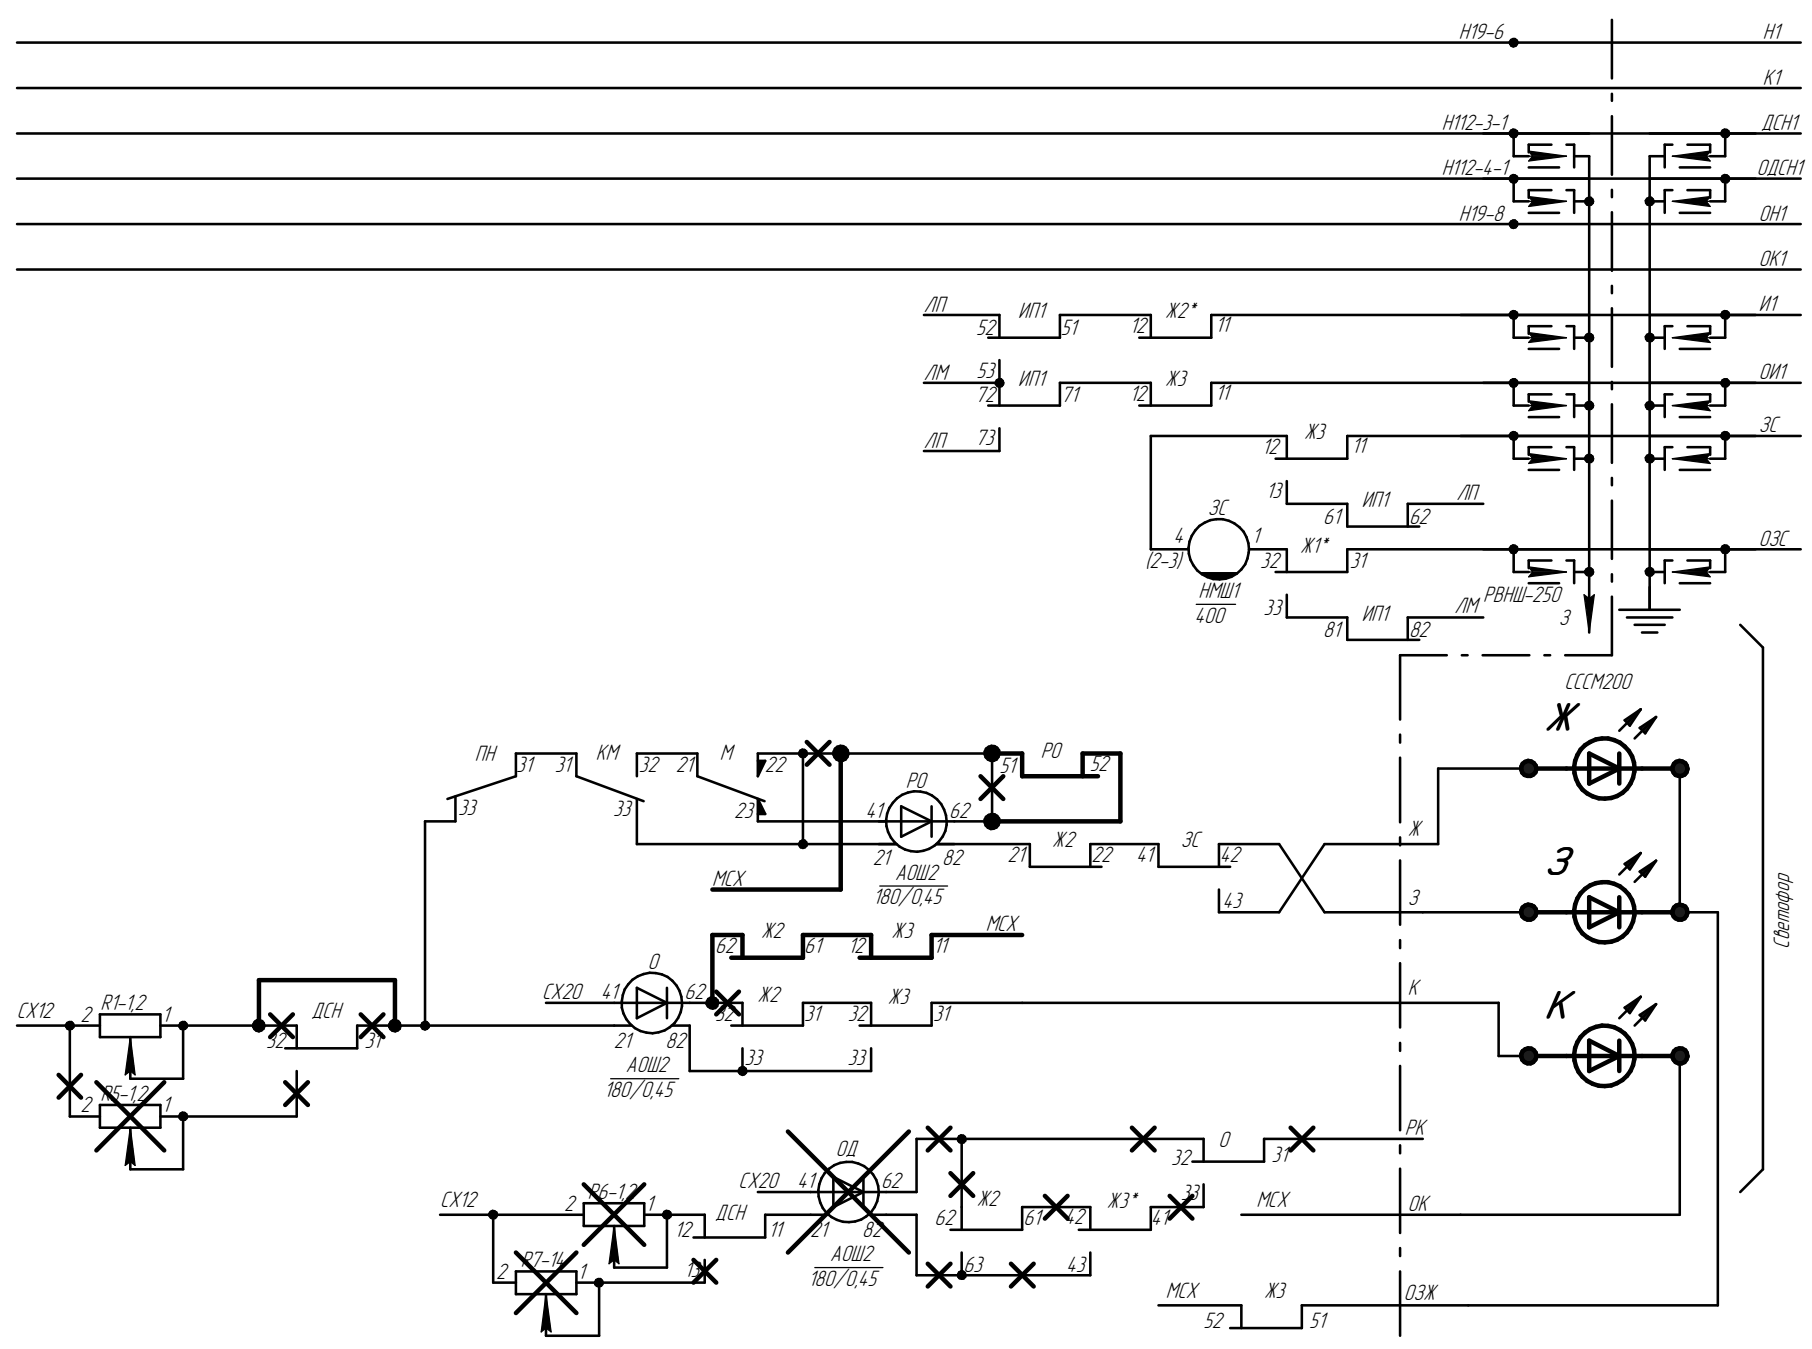 Н19-6
Н1
К1
Н112-3-1
ДСН1
Н112-4-1
ОДСН1
Н19-8
ОН1
ОК1
ЛП
ИП1
Ж2*
И1
52
51
12
11
53
ЛМ
ИП1
Ж3
ОИ1
72
71
12
11
ЛП
73
Ж3
ЗС
12
11
13
ИП1
ЛП
61
62
ЗС
4
1
Ж1*
ОЗС
(2-3)
32
31
НМШ1
400
РВНШ-250
З
33
ИП1
ЛМ
81
82
СССМ200
Ж
ПН
КМ
М
РО
31
31
32
21
22
51
52
РО
33
33
23
41
62
21
82
Ж2
ЗС
Ж
21
22
41
42
МСХ
АОШ2
180/0,45
43
З
З
Светофор
Ж2
Ж3
МСХ
62
61
12
11
О
СХ20
41
62
Ж2
Ж3
К
К
СХ12
R1-1,2
2
1
ДСН
32
31
32
31
32
31
21
82
АОШ2
180/0,45
33
33
R5-1,2
2
1
РК
О
32
31
ОД
СХ20
41
62
R6-1,2
Ж2
Ж3*
33
СХ12
2
1
ДСН
12
11
21
82
62
61
42
41
МСХ
ОК
R7-14
2
1
13
АОШ2
180/0,45
63
43
МСХ
Ж3
ОЗЖ
52
51